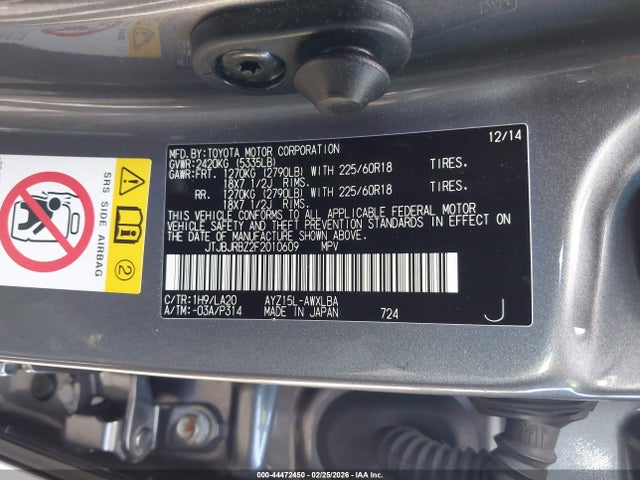 MFD. BY: TOYOTA MOTOR CORPORATION 12/14
GVWR: 2420KG (5335LB)
GAWR: FRT. 1270KG (2790LB) WITH 225/60R18 TIRES.
18X7 1/2J RIMS.
RR. 1270KG (2790LB) WITH 225/60R18 TIRES.
18X7 1/2J RIMS.
THIS VEHICLE CONFORMS TO ALL APPLICABLE FEDERAL MOTOR
VEHICLE SAFETY AND THEFT PREVENTION STANDARDS IN EFFECT ON
THE DATE OF MANUFACTURE SHOWN ABOVE.
JTJBJRBZ2F2010609 MPV
C/TR: 1H9/LA20 AYZ15L-AWXLBA
A/TM: -03A/P314 MADE IN JAPAN 724
J
SRS SIDE AIRBAG
2
000-44472450 - 02/25/2026 - IAA, Inc.